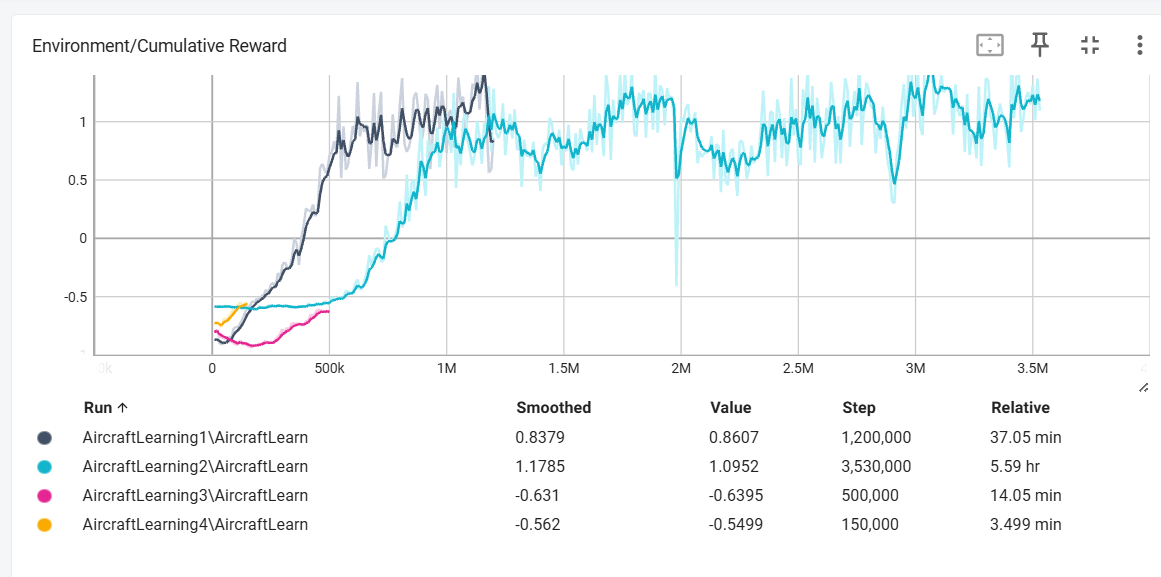 Environment/Cumulative Reward
1
0.5
0
-0.5
0k 0 500k 1M 1.5M 2M 2.5M 3M 3.5M 4
Run ↑ Smoothed Value Step Relative
AircraftLearning1\AircraftLearn 0.8379 0.8607 1,200,000 37.05 min
AircraftLearning2\AircraftLearn 1.1785 1.0952 3,530,000 5.59 hr
AircraftLearning3\AircraftLearn -0.631 -0.6395 500,000 14.05 min
AircraftLearning4\AircraftLearn -0.562 -0.5499 150,000 3.499 min